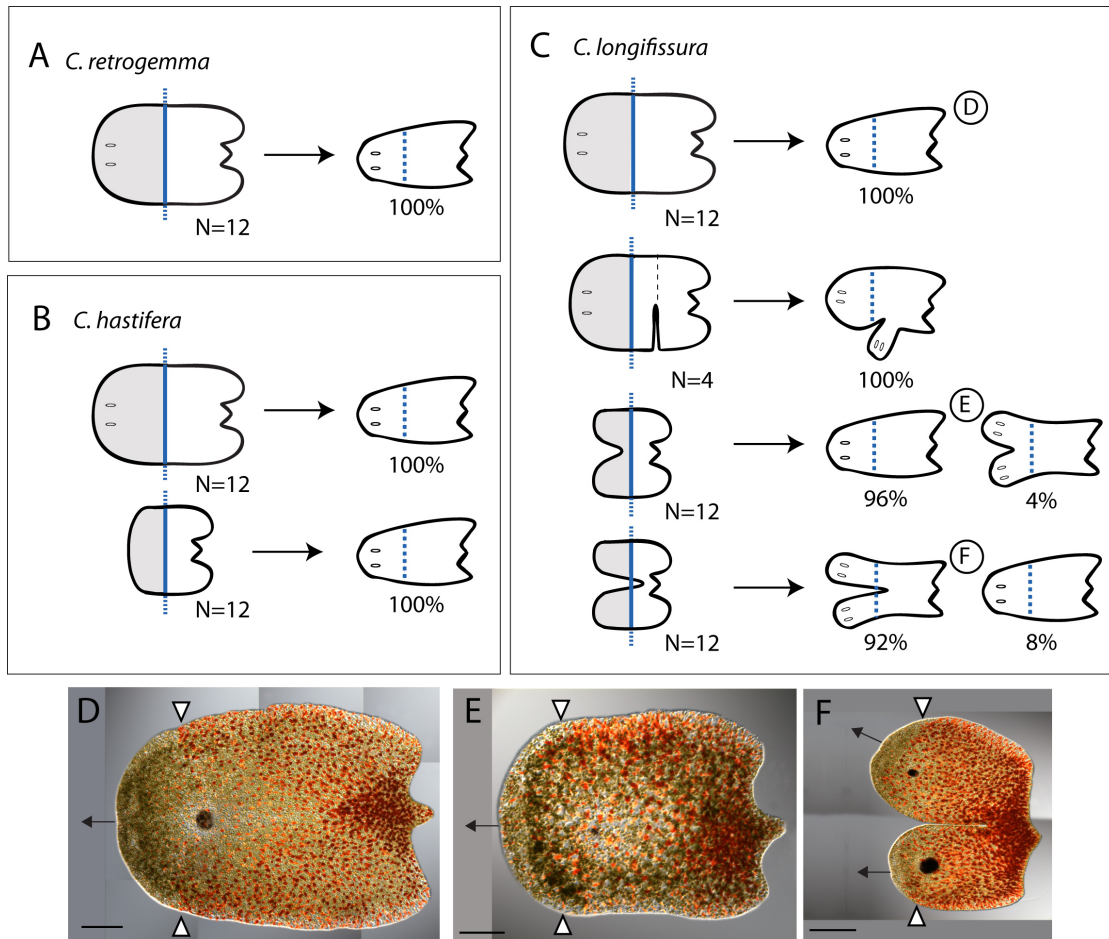 A C. retrogemma
N=12
100%
B C. hastifera
N=12
100%
N=12
100%
C C. longifissura
D
N=12
100%
N=4
100%
E
N=12
96%
4%
F
N=12
92%
8%
D
E
F